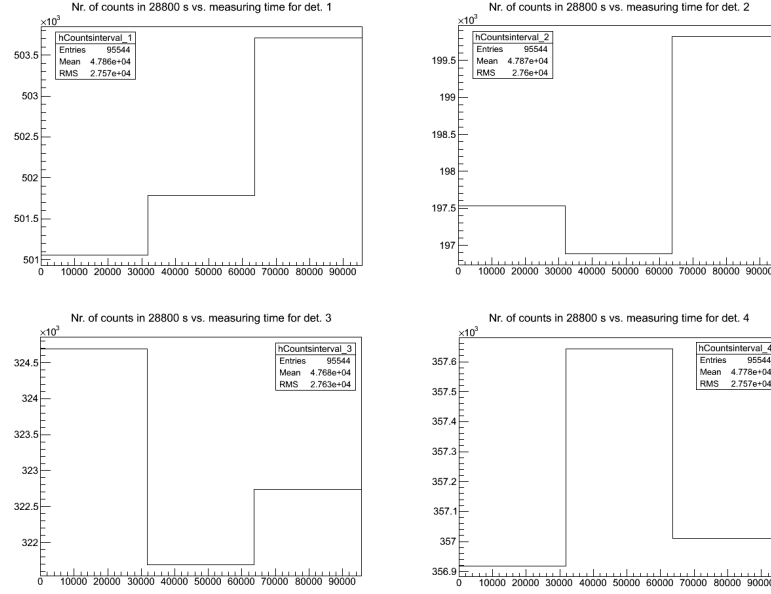 Nr. of counts in 28800 s vs. measuring time for det. 1
×10³
hCountsinterval_1
Entries 95544
Mean 4.786e+04
RMS 2.757e+04
503.5
503
502.5
502
501.5
501
0 10000 20000 30000 40000 50000 60000 70000 80000 90000
Nr. of counts in 28800 s vs. measuring time for det. 2
×10³
hCountsinterval_2
Entries 95544
Mean 4.787e+04
RMS 2.76e+04
199.5
199
198.5
198
197.5
197
0 10000 20000 30000 40000 50000 60000 70000 80000 90000
Nr. of counts in 28800 s vs. measuring time for det. 3
×10³
hCountsinterval_3
Entries 95544
Mean 4.768e+04
RMS 2.763e+04
324.5
324
323.5
323
322.5
322
0 10000 20000 30000 40000 50000 60000 70000 80000 90000
Nr. of counts in 28800 s vs. measuring time for det. 4
×10³
hCountsinterval_4
Entries 95544
Mean 4.778e+04
RMS 2.757e+04
357.6
357.5
357.4
357.3
357.2
357.1
357
356.9
0 10000 20000 30000 40000 50000 60000 70000 80000 90000